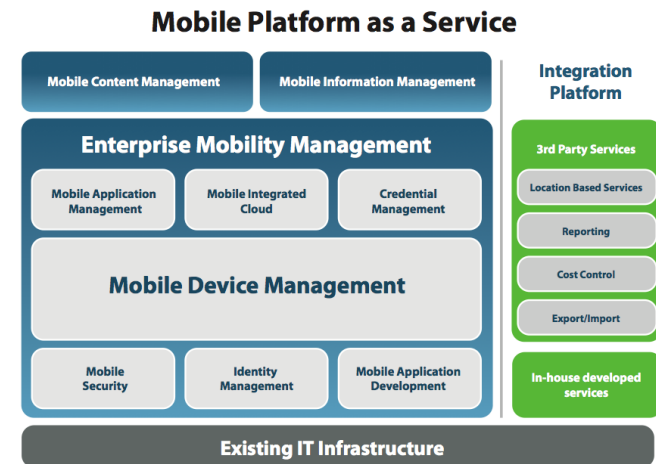 Mobile Platform as a Service
Mobile Content Management
Mobile Information Management
Integration
Platform
Enterprise Mobility Management
3rd Party Services
Mobile Application
Management
Mobile Integrated
Cloud
Credential
Management
Location Based Services
Reporting
Mobile Device Management
Cost Control
Export/Import
Mobile
Security
Identity
Management
Mobile Application
Development
In-house developed
services
Existing IT Infrastructure